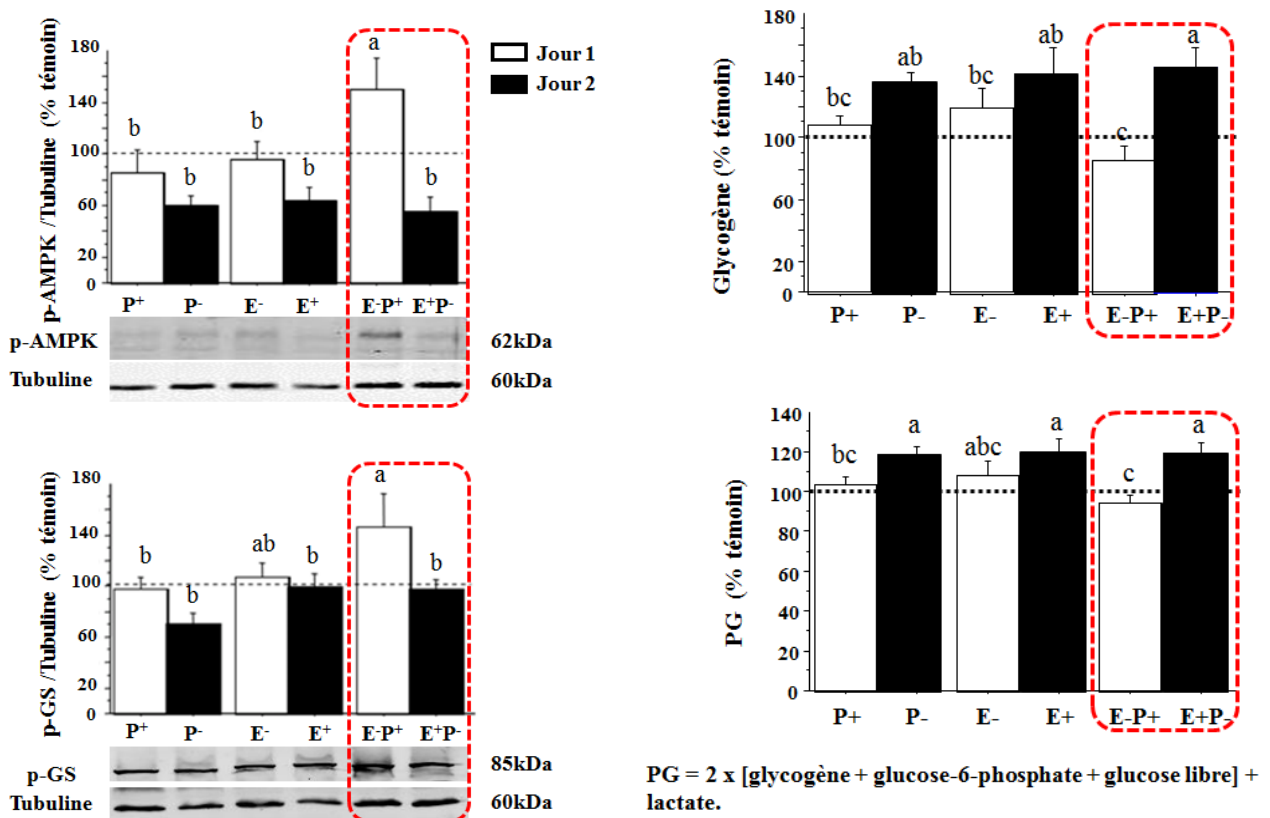 p-AMPK /Tubuline (% témoin)
180
140
100
60
20
0
b
b
b
b
a
b
Jour 1
Jour 2
P+
P-
E-
E+
E-P+
E+P-
p-AMPK
62kDa
Tubuline
60kDa
p-GS /Tubuline (% témoin)
180
140
100
60
20
0
b
b
ab
b
a
b
P+
P-
E-
E+
E-P+
E+P-
p-GS
85kDa
Tubuline
60kDa
Glycogène (% témoin)
180
140
100
80
60
40
20
0
bc
ab
bc
ab
c
a
P+
P-
E-
E+
E-P+
E+P-
PG (% témoin)
140
120
100
80
60
40
20
0
bc
a
abc
a
c
a
P+
P-
E-
E+
E-P+
E+P-
PG = 2 x [glycogène + glucose-6-phosphate + glucose libre] +
lactate.